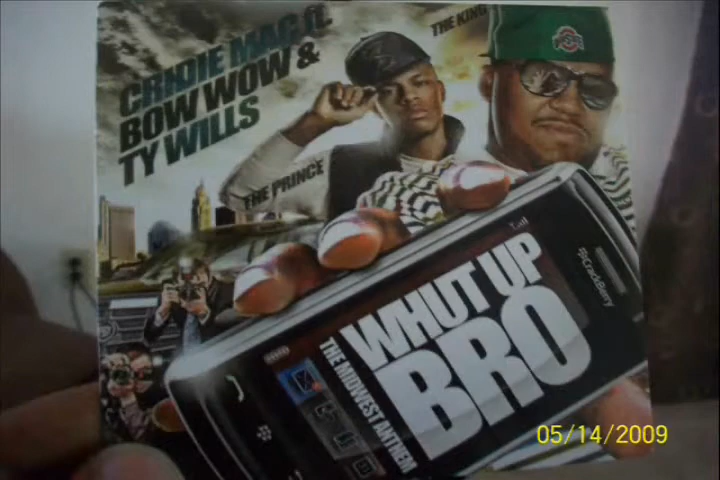 CRIDIE MAC ft.
BOW WOW &
TY WILLS
THE KING
THE PRINCE
CrackBerry
WHUT UP
BRO
THE MIDWEST ANTHEM
05/14/2009